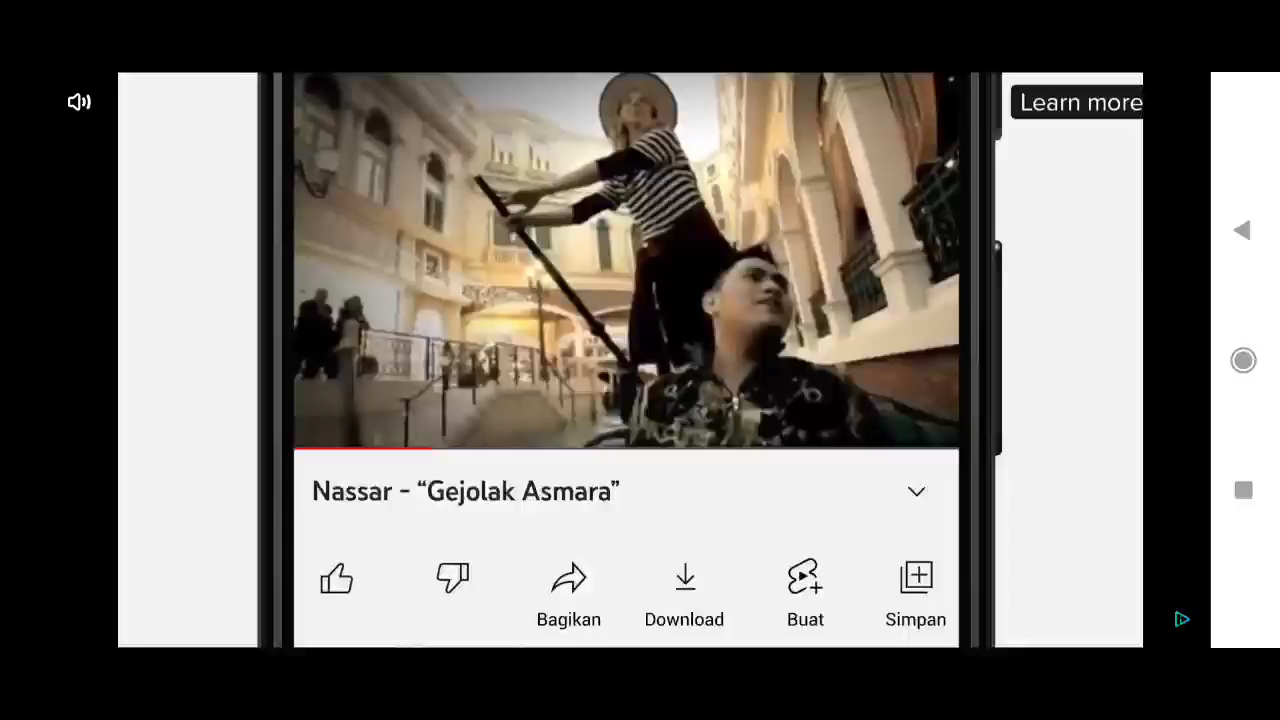 Learn more
Nassar - “Gejolak Asmara”
Bagikan
Download
Buat
Simpan